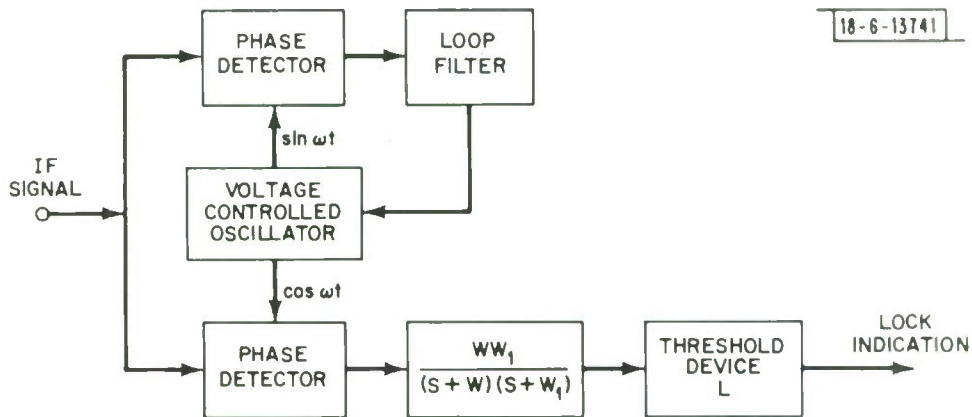 18-6-13741
PHASE
DETECTOR
LOOP
FILTER
sin ωt
IF
SIGNAL
VOLTAGE
CONTROLLED
OSCILLATOR
cos ωt
PHASE
DETECTOR
WW₁
(S + W)(S + W₁)
THRESHOLD
DEVICE
L
LOCK
INDICATION